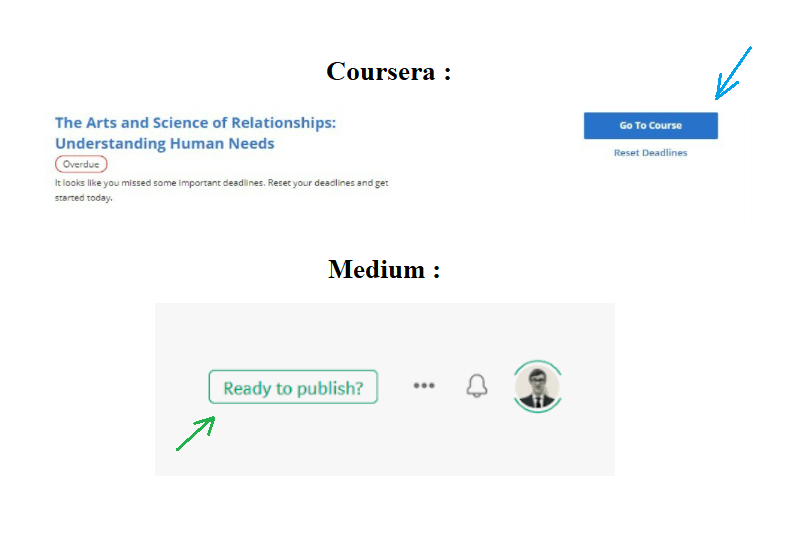 Coursera :
The Arts and Science of Relationships:
Understanding Human Needs
Overdue
It looks like you missed some important deadlines. Reset your deadlines and get
started today.
Go To Course
Reset Deadlines
Medium :
Ready to publish?